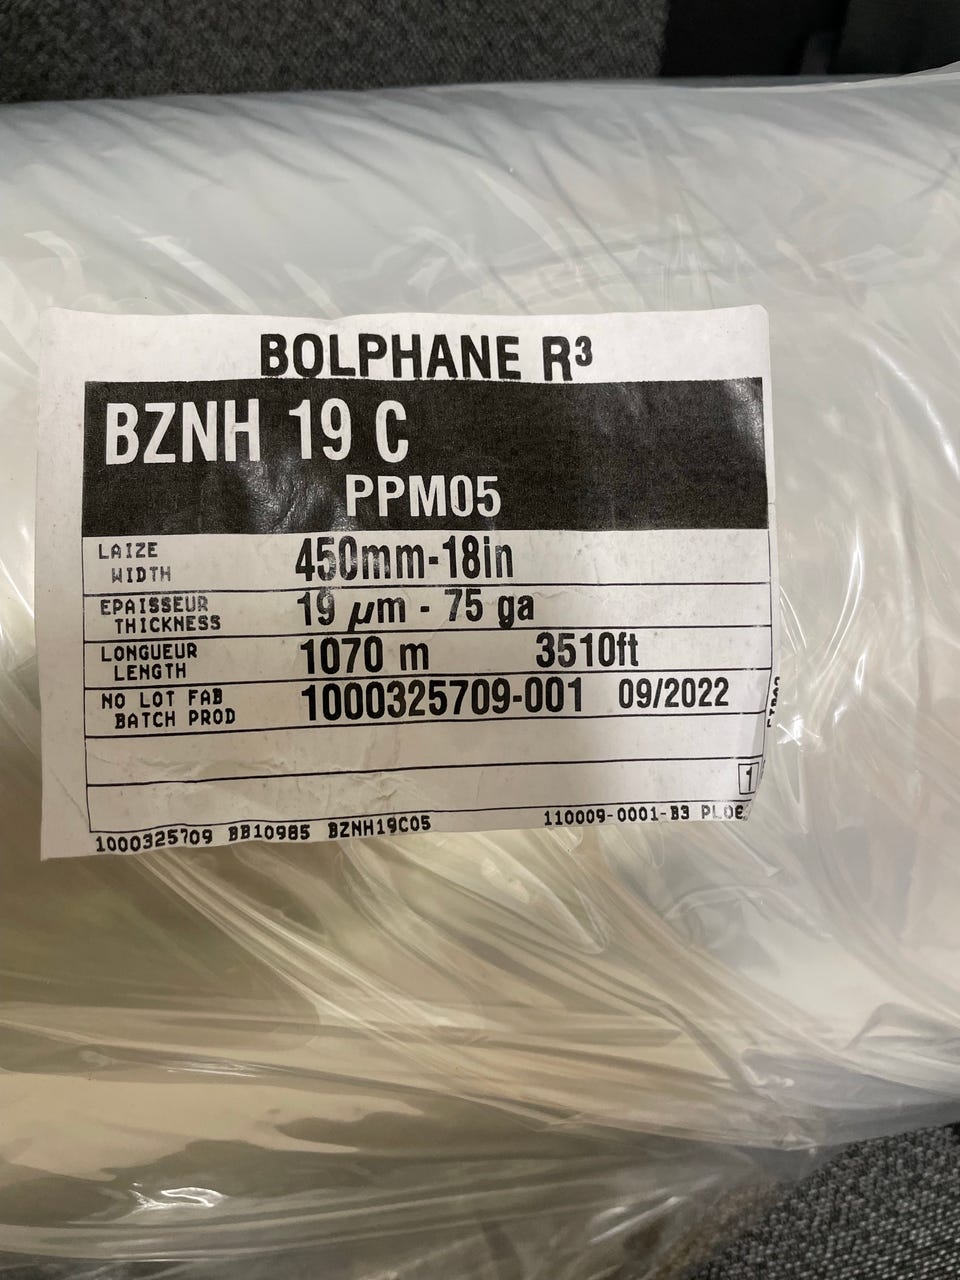 BOLPHANE R³
BZNH 19 C
PPM05
LAIZE
WIDTH
450mm-18in
EPAISSEUR
THICKNESS
19 µm - 75 ga
LONGUEUR
LENGTH
1070 m 3510ft
NO LOT FAB
BATCH PROD
1000325709-001 09/2022
1
1000325709 BB10985 BZNH19C05 110009-0001-B3